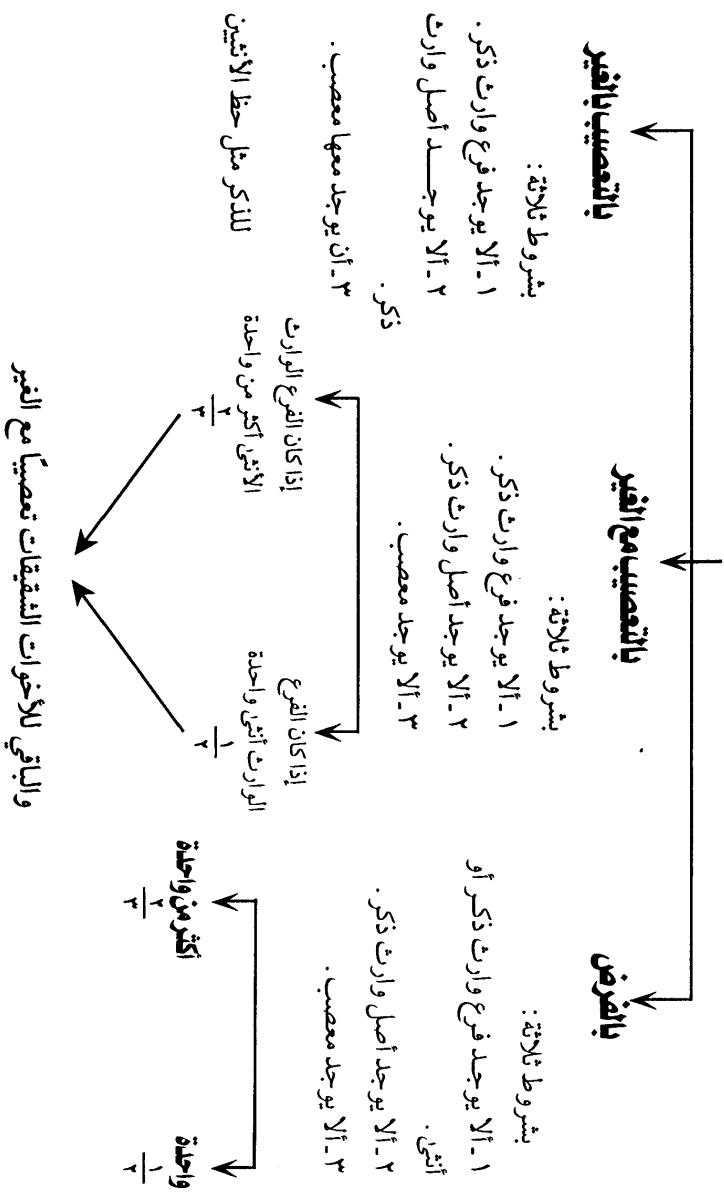 بالفرض
بشروط ثلاثة :
١ ـ ألا يوجد فرع وارث ذكر أو
أنثىٰ .
٢ ـ ألا يوجد أصل وارث ذكر .
٣ ـ ألا يوجد معصب .
واحدة
١
٢
أكثر من واحدة
٢
٣
بالتعصيب مع الغير
بشروط ثلاثة :
١ ـ ألا يوجد فرع وارث ذكر .
٢ ـ ألا يوجد أصل وارث ذكر .
٣ ـ ألا يوجد معصب .
إذا كان الفرع
الوارث أنثىٰ واحدة
١
٢
إذا كان الفرع الوارث
الأنثىٰ أكثر من واحدة
٢
٣
والباقي للأخوات الشقيقات تعصيبًا مع الغير
بالتعصيب بالغير
بشروط ثلاثة :
١ ـ ألا يوجد فرع وارث ذكر .
٢ ـ ألا يوجد أصل وارث
ذكر .
٣ ـ أن يوجد معها معصب .
للذكر مثل حظ الأنثيين